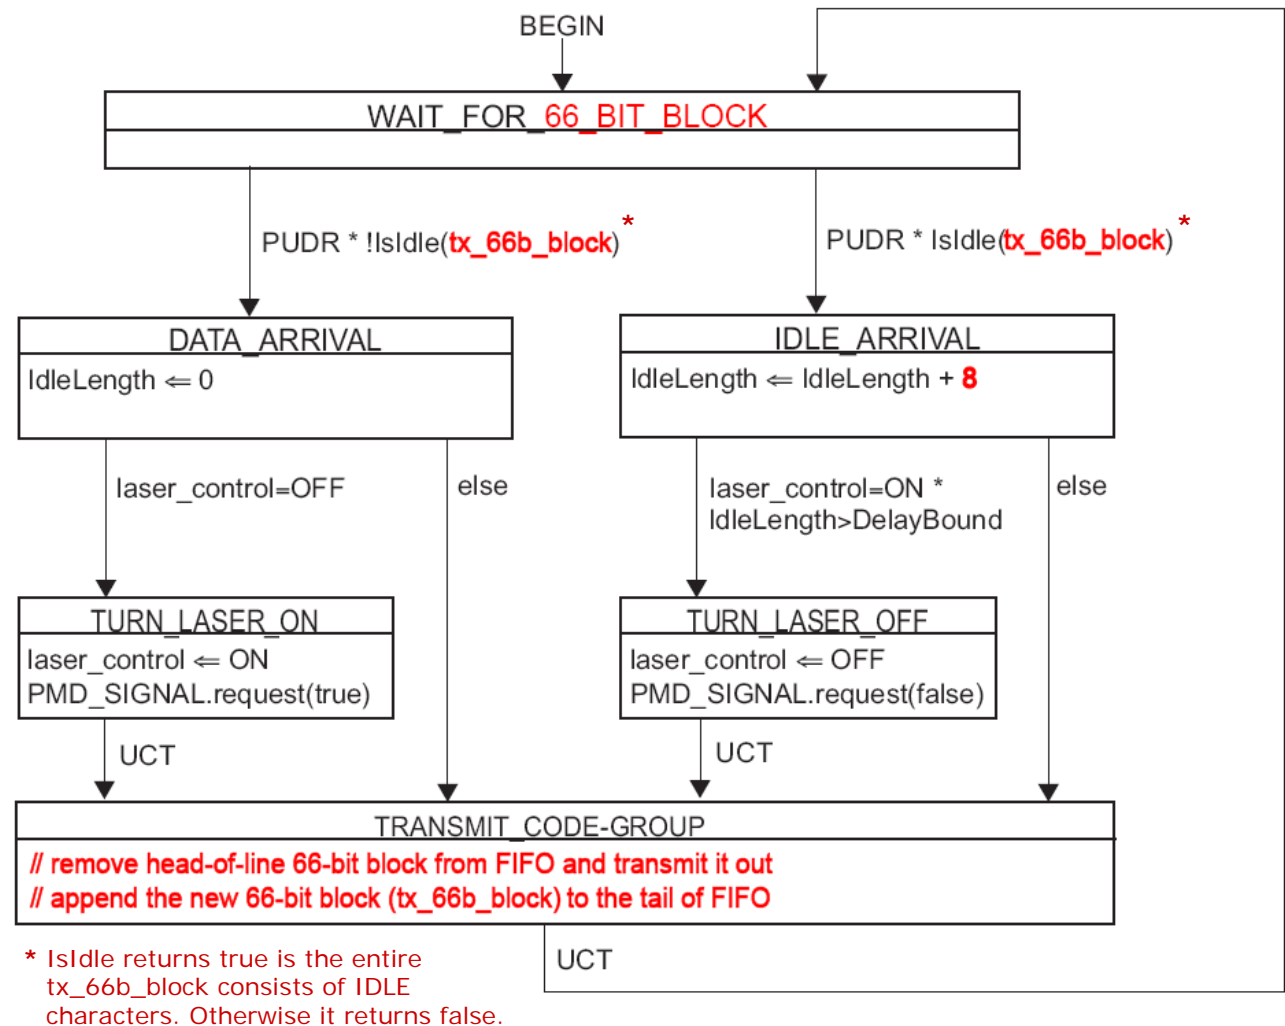 BEGIN
WAIT_FOR_66_BIT_BLOCK
PUDR * !IsIdle(tx_66b_block)*
PUDR * IsIdle(tx_66b_block)*
DATA_ARRIVAL
IdleLength ⇐ 0
IDLE_ARRIVAL
IdleLength ⇐ IdleLength + 8
laser_control=OFF
else
laser_control=ON *
IdleLength>DelayBound
else
TURN_LASER_ON
laser_control ⇐ ON
PMD_SIGNAL.request(true)
TURN_LASER_OFF
laser_control ⇐ OFF
PMD_SIGNAL.request(false)
UCT
UCT
TRANSMIT_CODE-GROUP
// remove head-of-line 66-bit block from FIFO and transmit it out
// append the new 66-bit block (tx_66b_block) to the tail of FIFO
UCT
* IsIdle returns true is the entire
tx_66b_block consists of IDLE
characters. Otherwise it returns false.